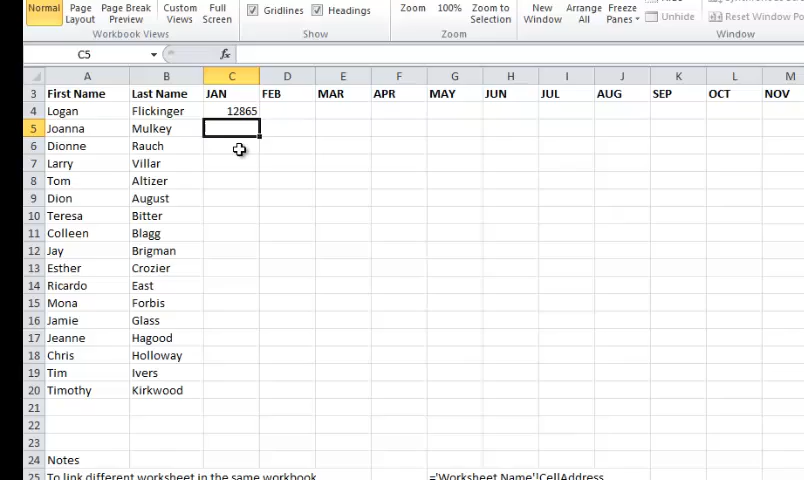 Normal Page Layout Page Break Preview Custom Views Full Screen Gridlines Headings Zoom 100% Zoom to Selection New Window Arrange All Freeze Panes Unhide Synchronous Reset Window
Workbook Views Show Zoom Window
C5 fx
A B C D E F G H I J K L M
3 First Name Last Name JAN FEB MAR APR MAY JUN JUL AUG SEP OCT NOV
4 Logan Flickinger 12865
5 Joanna Mulkey
6 Dionne Rauch
7 Larry Villar
8 Tom Altizer
9 Dion August
10 Teresa Bitter
11 Colleen Blagg
12 Jay Brigman
13 Esther Crozier
14 Ricardo East
15 Mona Forbis
16 Jamie Glass
17 Jeanne Hagood
18 Chris Holloway
19 Tim Ivers
20 Timothy Kirkwood
21
22
23
24 Notes
25 To link different worksheet in the same workbook ='Worksheet Name'!CellAddress